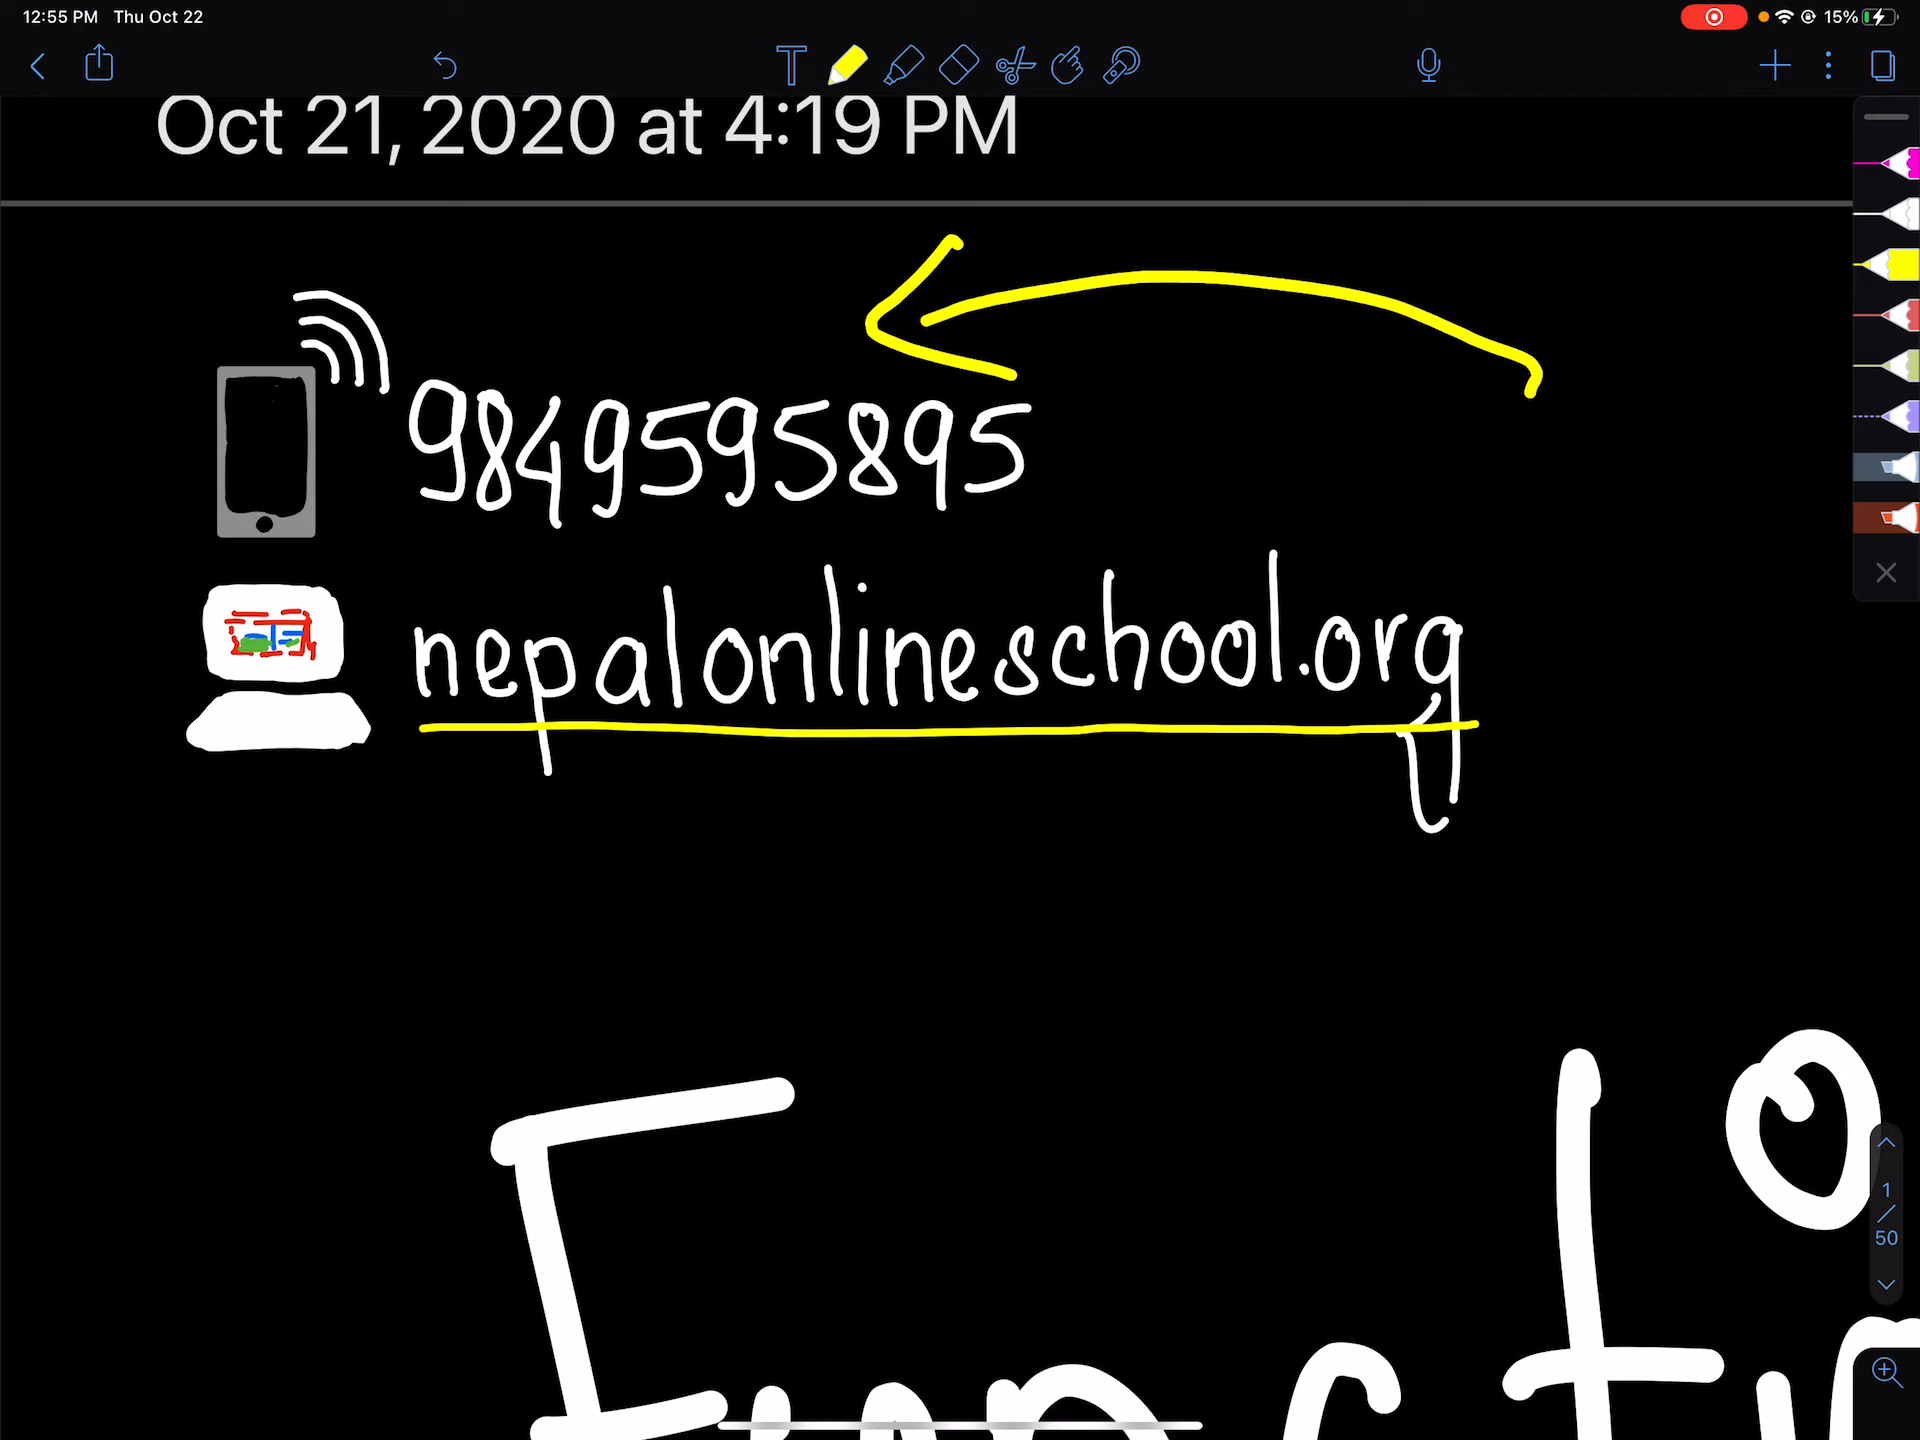 12:55 PM Thu Oct 22
15%
Oct 21, 2020 at 4:19 PM
9849595895
nepalonlineschool.org
1
/
50